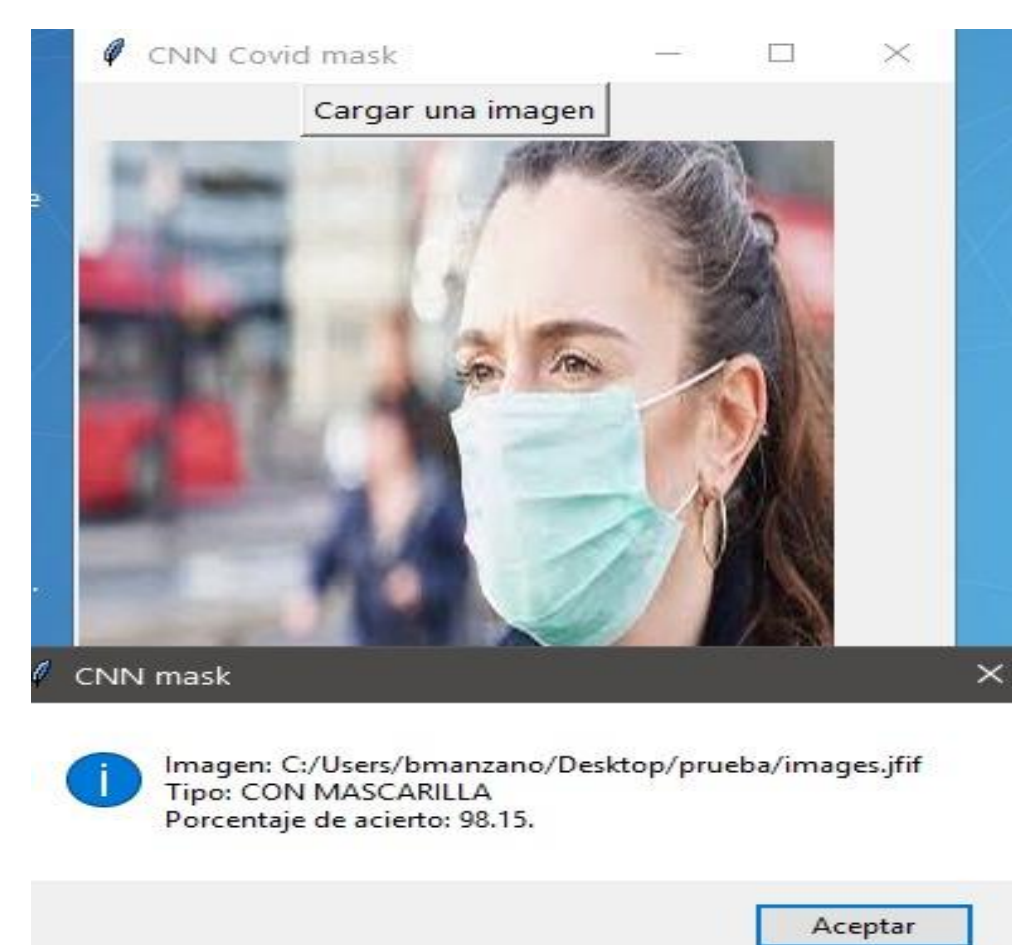 CNN Covid mask
Cargar una imagen
e
.
CNN mask
Imagen: C:/Users/bmanzano/Desktop/prueba/images.jfif
Tipo: CON MASCARILLA
Porcentaje de acierto: 98.15.
Aceptar